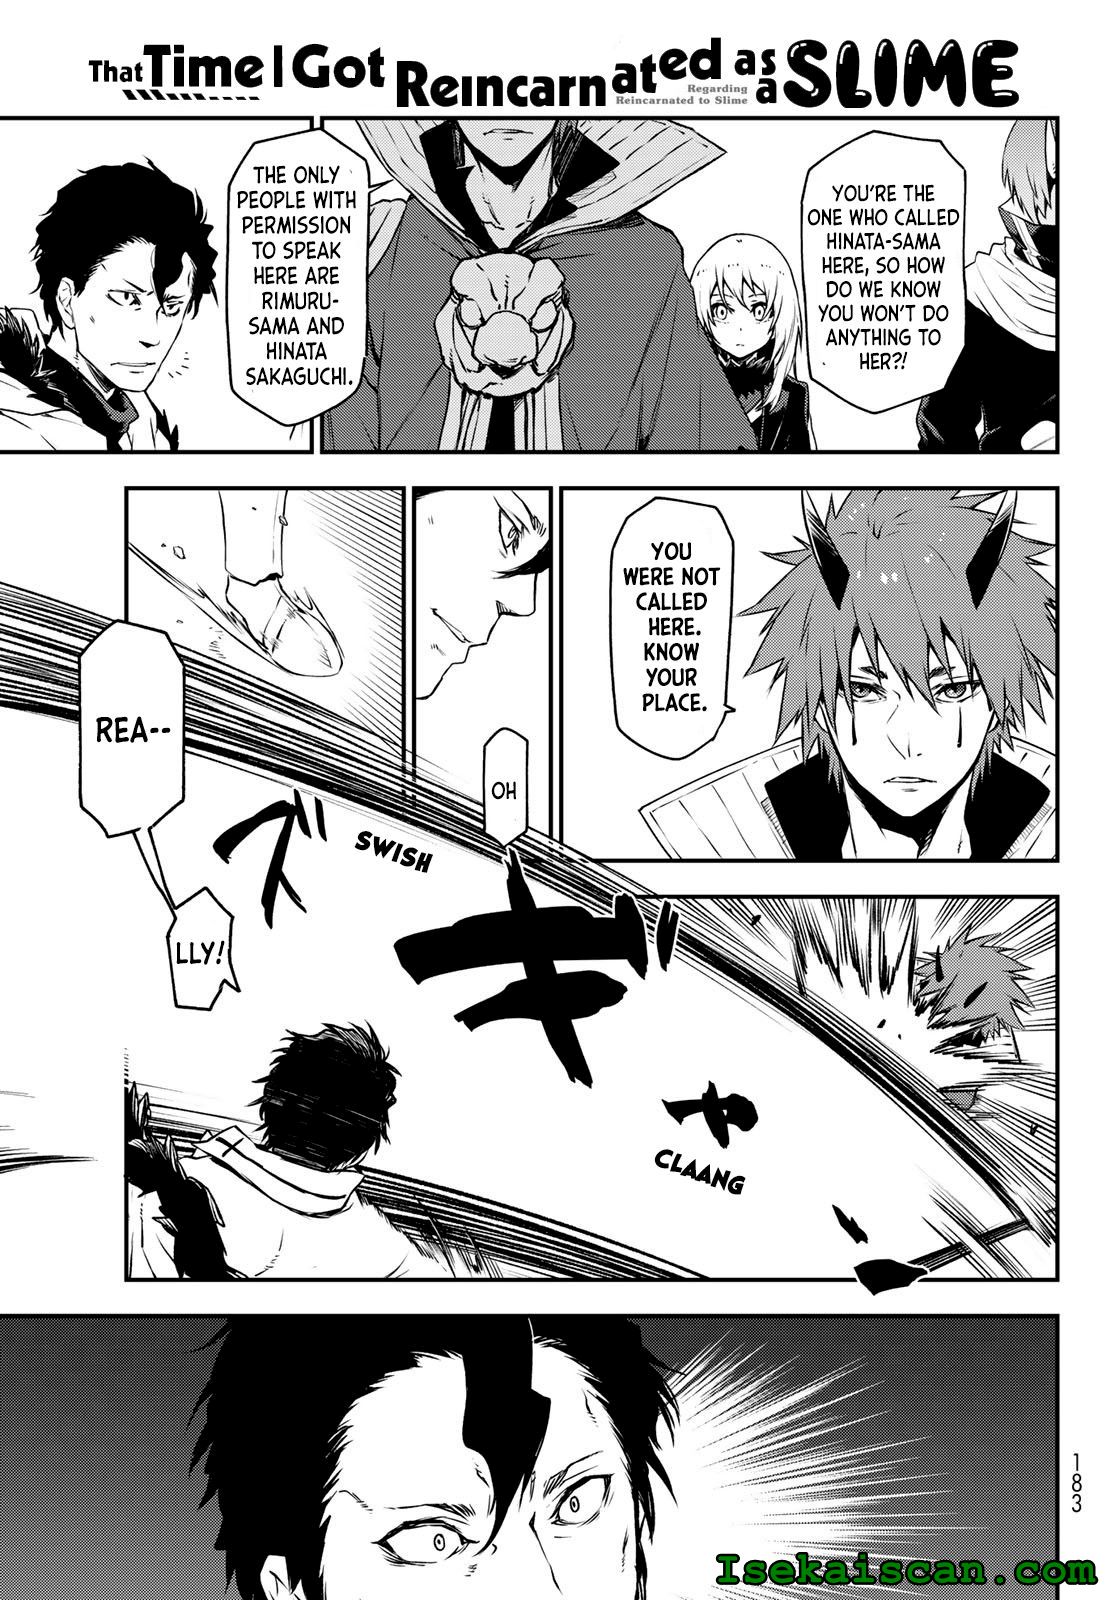 That Time I Got Reincarnated as a SLIME
Regarding
Reincarnated to Slime
YOU'RE THE
ONE WHO CALLED
HINATA-SAMA
HERE, SO HOW
DO WE KNOW
YOU WON'T DO
ANYTHING TO
HER?!
THE ONLY
PEOPLE WITH
PERMISSION
TO SPEAK
HERE ARE
RIMURU-
SAMA AND
HINATA
SAKAGUCHI.
YOU
WERE NOT
CALLED
HERE.
KNOW
YOUR
PLACE.
OH
REA--
LLY!
ズ
SWISH
ギャ
CLAANG
183
Isekaiscan.com